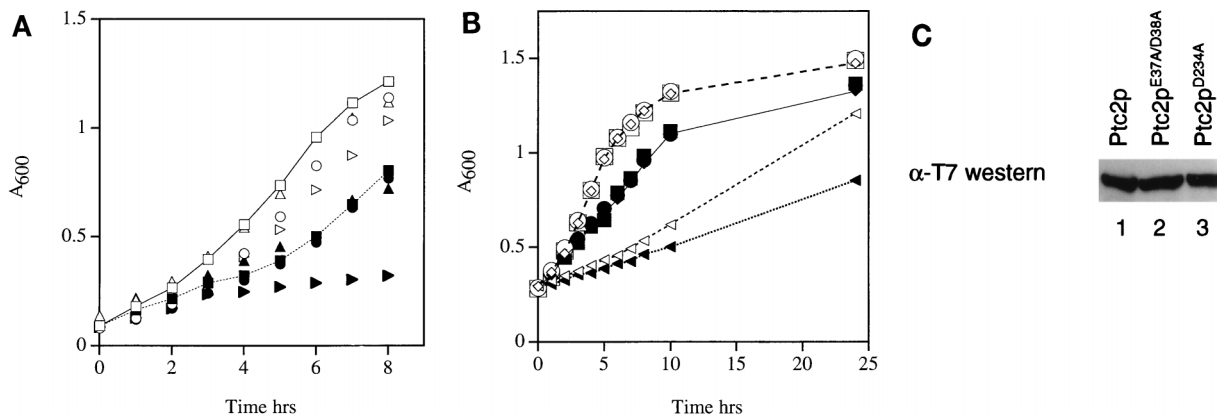 A
1.5
1
0.5
0
A600
0 2 4 6 8
Time hrs
B
1.5
1
0.5
0
A600
0 5 10 15 20 25
Time hrs
C
Ptc2p
Ptc2pE37A/D38A
Ptc2pD234A
α-T7 western
1 2 3